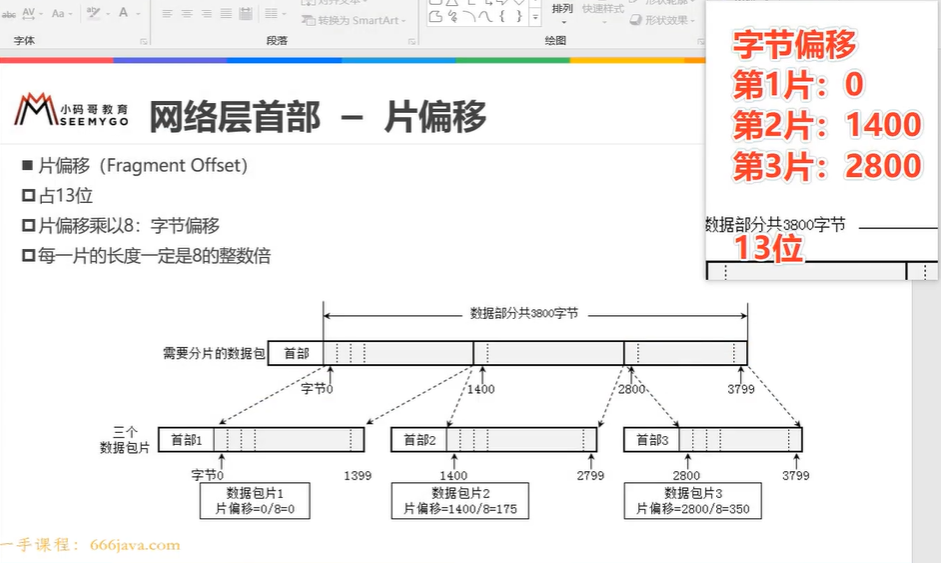 abc AV Aa A
转换为 SmartArt
排列 快速样式
形状效果
字体 段落 绘图
小码哥教育
SEEMYGO
网络层首部 – 片偏移
片偏移（Fragment Offset）
占13位
片偏移乘以8：字节偏移
每一片的长度一定是8的整数倍
字节偏移
第1片：0
第2片：1400
第3片：2800
数据部分共3800字节
13位
数据部分共3800字节
需要分片的数据包 首部
字节0 1400 2800 3799
三个
数据包片
首部1 首部2 首部3
字节0 1399 1400 2799 2800 3799
数据包片1
片偏移=0/8=0
数据包片2
片偏移=1400/8=175
数据包片3
片偏移=2800/8=350
一手课程：666java.com